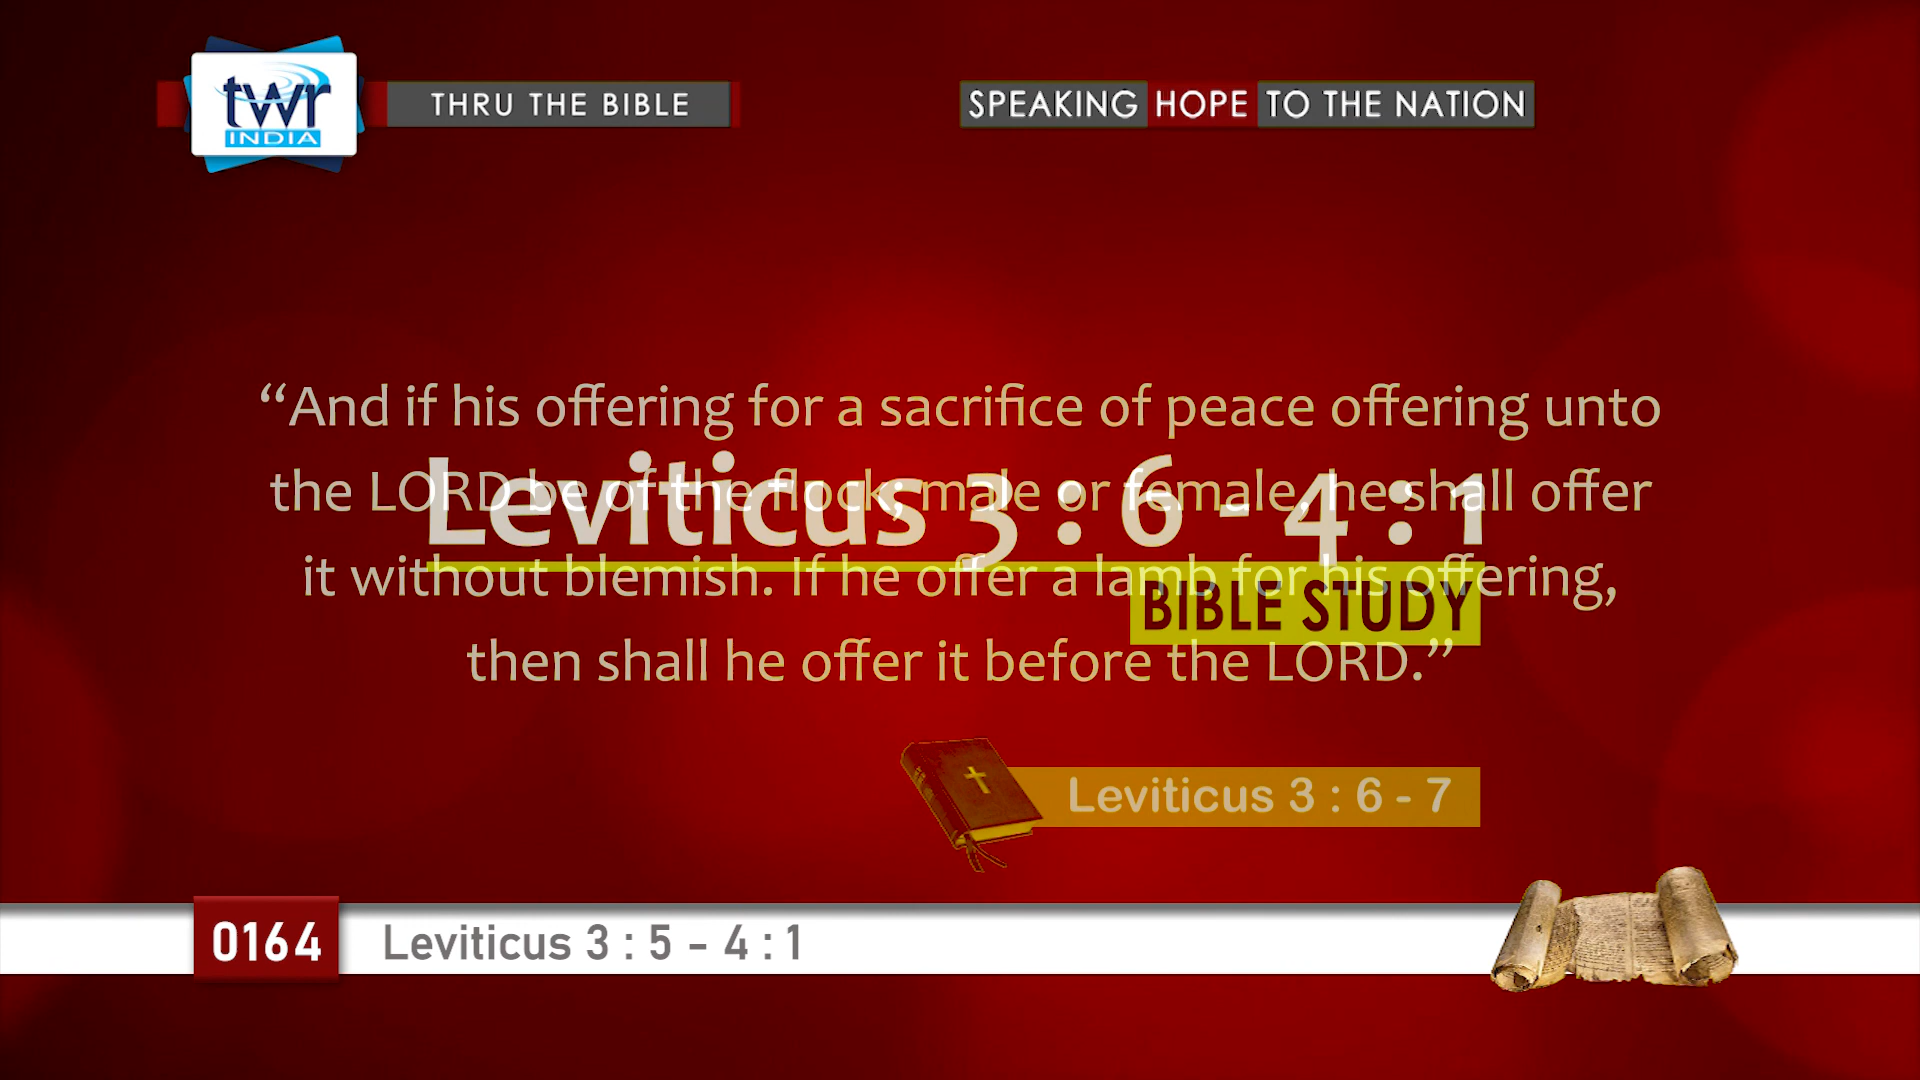 twr
INDIA
THRU THE BIBLE
SPEAKING HOPE TO THE NATION
“And if his offering for a sacrifice of peace offering unto
the LORD be of the flock, male or female, he shall offer
it without blemish. If he offer a lamb for his offering,
then shall he offer it before the LORD.”
Leviticus 3 : 6 - 4 : 1
BIBLE STUDY
Leviticus 3 : 6 - 7
0164
Leviticus 3 : 5 - 4 : 1